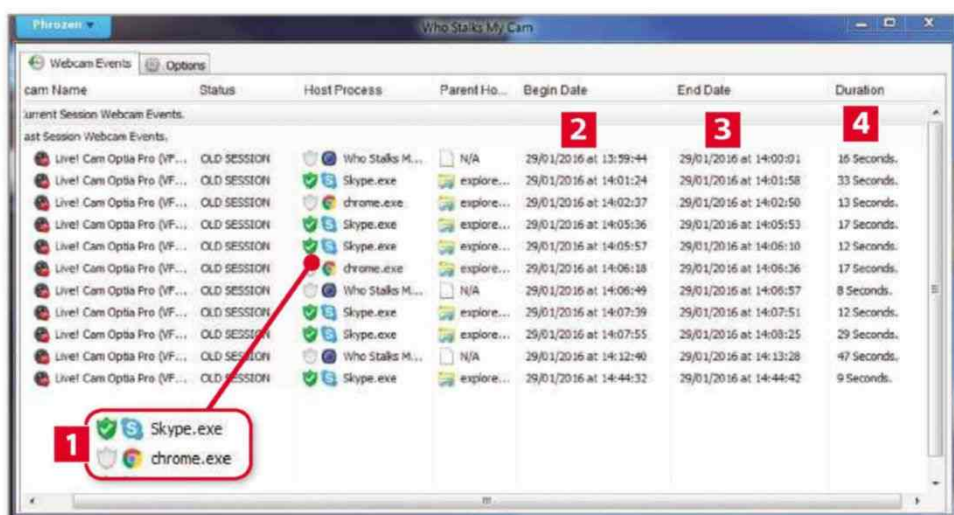 Phrozen
Who Stalks My Cam
Webcam Events Options
cam Name Status Host Process Parent Ho... Begin Date End Date Duration
urrent Session Webcam Events.
ast Session Webcam Events.
2 3 4
Live! Cam Optia Pro (VF... OLD SESSION Who Stalks M... N/A 29/01/2016 at 13:59:44 29/01/2016 at 14:00:01 16 Seconds.
Live! Cam Optia Pro (VF... OLD SESSION Skype.exe explore... 29/01/2016 at 14:01:24 29/01/2016 at 14:01:58 33 Seconds.
Live! Cam Optia Pro (VF... OLD SESSION chrome.exe explore... 29/01/2016 at 14:02:37 29/01/2016 at 14:02:50 13 Seconds.
Live! Cam Optia Pro (VF... OLD SESSION Skype.exe explore... 29/01/2016 at 14:05:36 29/01/2016 at 14:05:53 17 Seconds.
Live! Cam Optia Pro (VF... OLD SESSION Skype.exe explore... 29/01/2016 at 14:05:57 29/01/2016 at 14:06:10 12 Seconds.
Live! Cam Optia Pro (VF... OLD SESSION chrome.exe explore... 29/01/2016 at 14:06:18 29/01/2016 at 14:06:36 17 Seconds.
Live! Cam Optia Pro (VF... OLD SESSION Who Stalks M... N/A 29/01/2016 at 14:06:49 29/01/2016 at 14:06:57 8 Seconds.
Live! Cam Optia Pro (VF... OLD SESSION Skype.exe explore... 29/01/2016 at 14:07:39 29/01/2016 at 14:07:51 12 Seconds.
Live! Cam Optia Pro (VF... OLD SESSION Skype.exe explore... 29/01/2016 at 14:07:55 29/01/2016 at 14:08:25 29 Seconds.
Live! Cam Optia Pro (VF... OLD SESSION Who Stalks M... N/A 29/01/2016 at 14:12:40 29/01/2016 at 14:13:28 47 Seconds.
Live! Cam Optia Pro (VF... OLD SESSION Skype.exe explore... 29/01/2016 at 14:44:32 29/01/2016 at 14:44:42 9 Seconds.
1
Skype.exe
chrome.exe